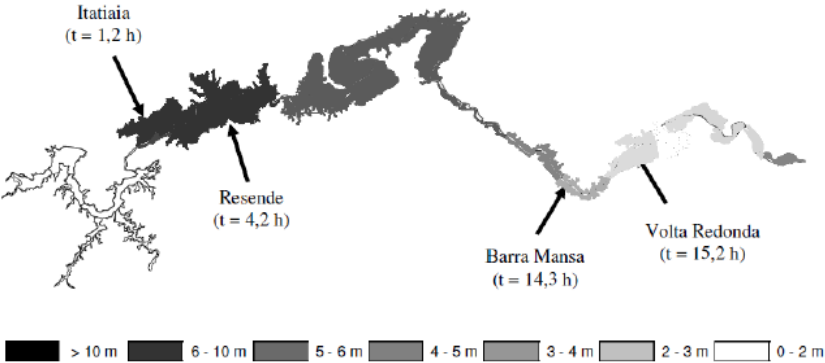 Itatiaia
(t = 1,2 h)
Resende
(t = 4,2 h)
Barra Mansa
(t = 14,3 h)
Volta Redonda
(t = 15,2 h)
> 10 m 6 - 10 m 5 - 6 m 4 - 5 m 3 - 4 m 2 - 3 m 0 - 2 m